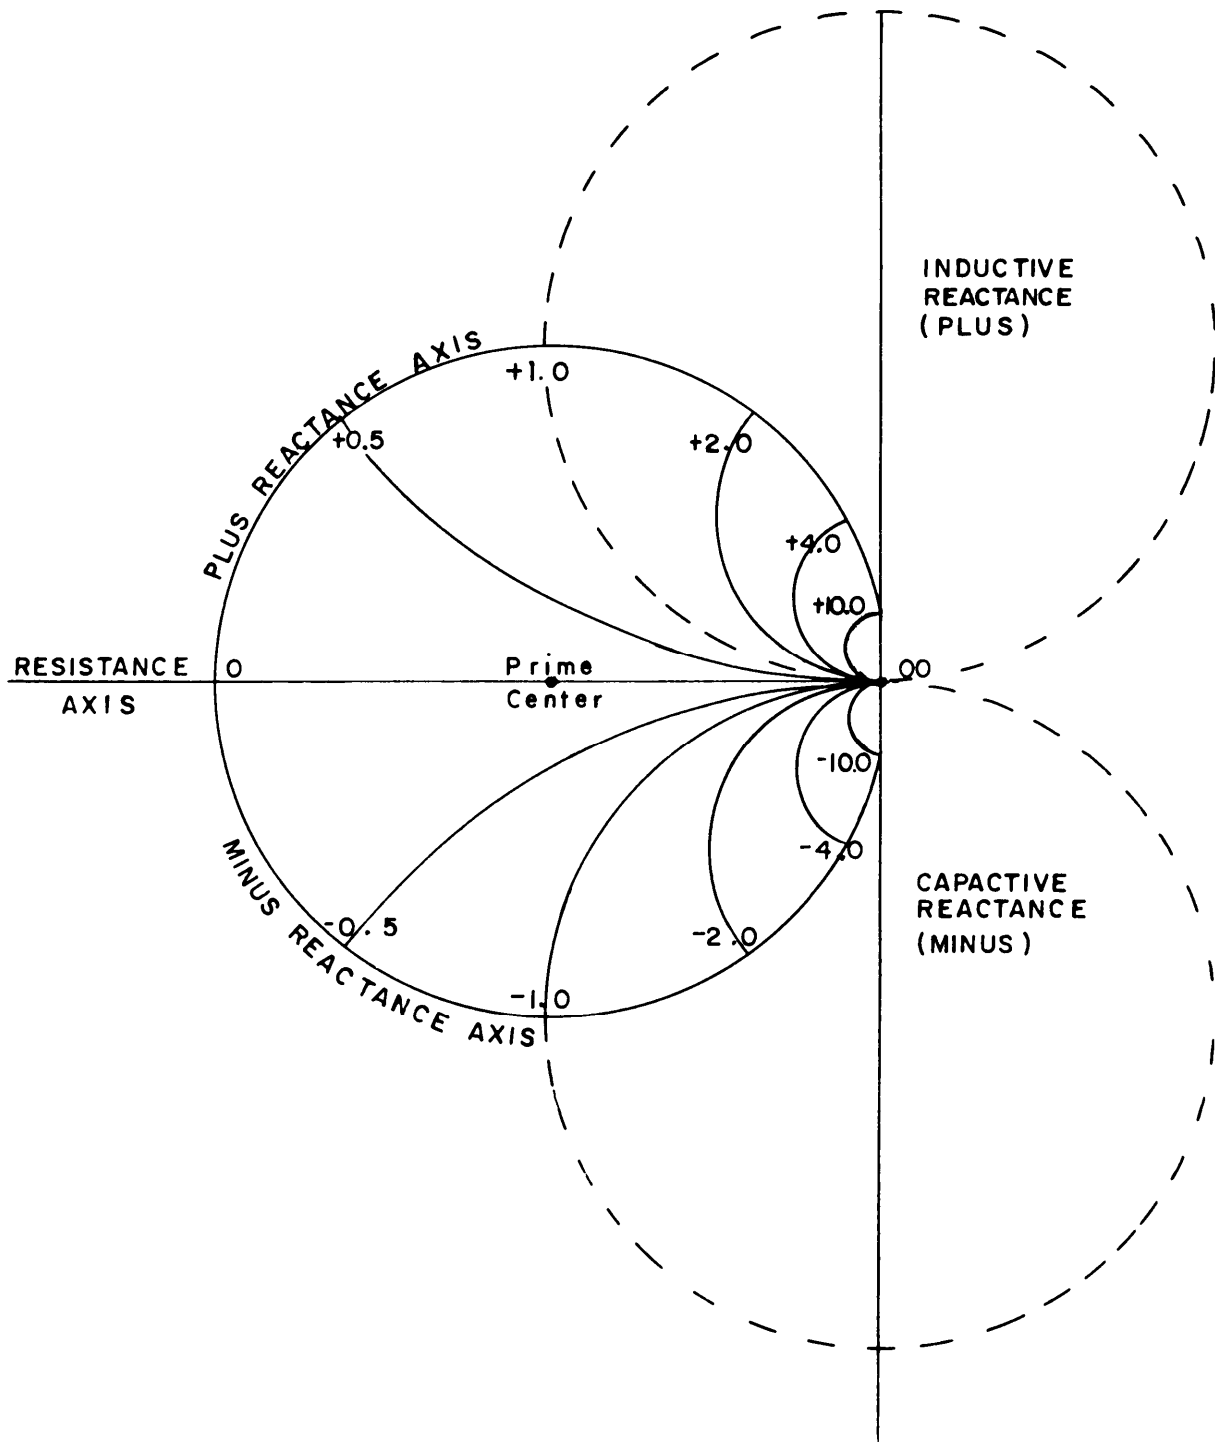 INDUCTIVE
REACTANCE
(PLUS)
PLUS REACTANCE AXIS
+1.0
+0.5
+2.0
+4.0
+10.0
RESISTANCE
AXIS
0
Prime
Center
OO
-10.0
-4.0
-0.5
-2.0
-1.0
MINUS REACTANCE AXIS
CAPACTIVE
REACTANCE
(MINUS)